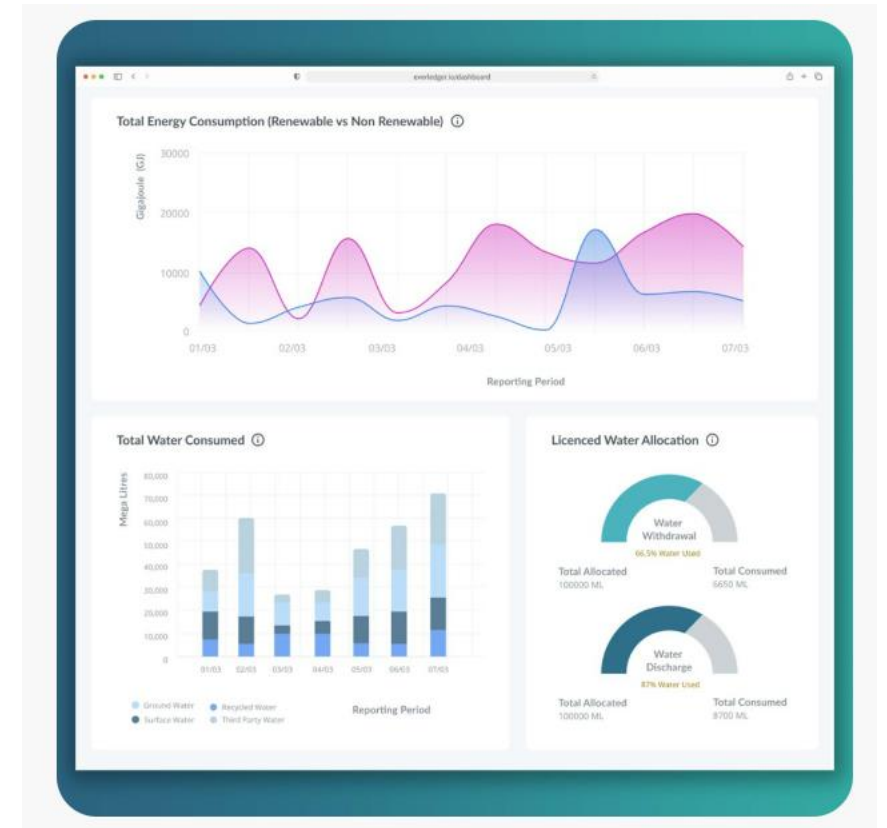 everledger.io/dashboard
Total Energy Consumption (Renewable vs Non Renewable)
Gigajoule (GJ)
30000
20000
10000
0
01/03 02/03 03/03 04/03 05/03 06/03 07/03
Reporting Period
Total Water Consumed
Mega Litres
80,000
70,000
60,000
50,000
40,000
30,000
20,000
10,000
0
01/03 02/03 03/03 04/03 05/03 06/03 07/03
Ground Water
Recycled Water
Surface Water
Third Party Water
Reporting Period
Licenced Water Allocation
Water
Withdrawal
66.5% Water Used
Total Allocated
100000 ML
Total Consumed
6650 ML
Water
Discharge
87% Water Used
Total Allocated
100000 ML
Total Consumed
8700 ML